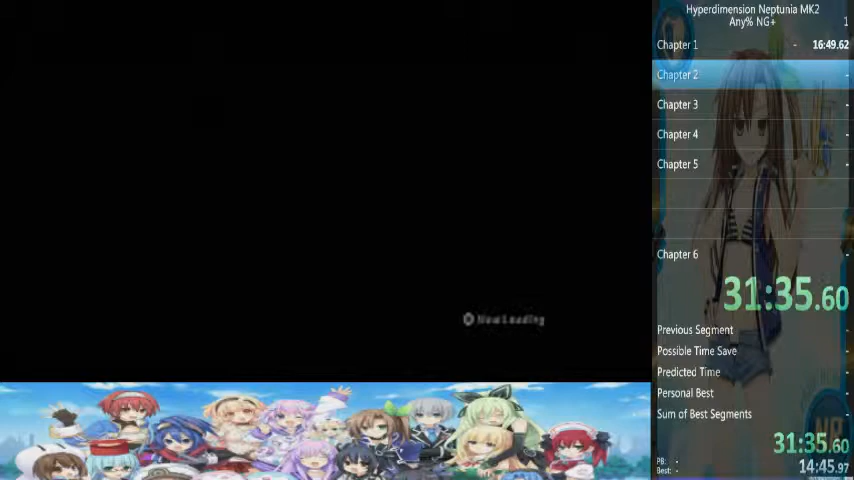 Hyperdimension Neptunia MK2
Any% NG+ 1
Chapter 1 - 16:49.62
Chapter 2 -
Chapter 3 -
Chapter 4 -
Chapter 5 -
Chapter 6 -
31:35.60
Now Loading
Previous Segment -
Possible Time Save -
Predicted Time -
Personal Best -
Sum of Best Segments -
31:35.60
PB: -
Best: - 14:45.97